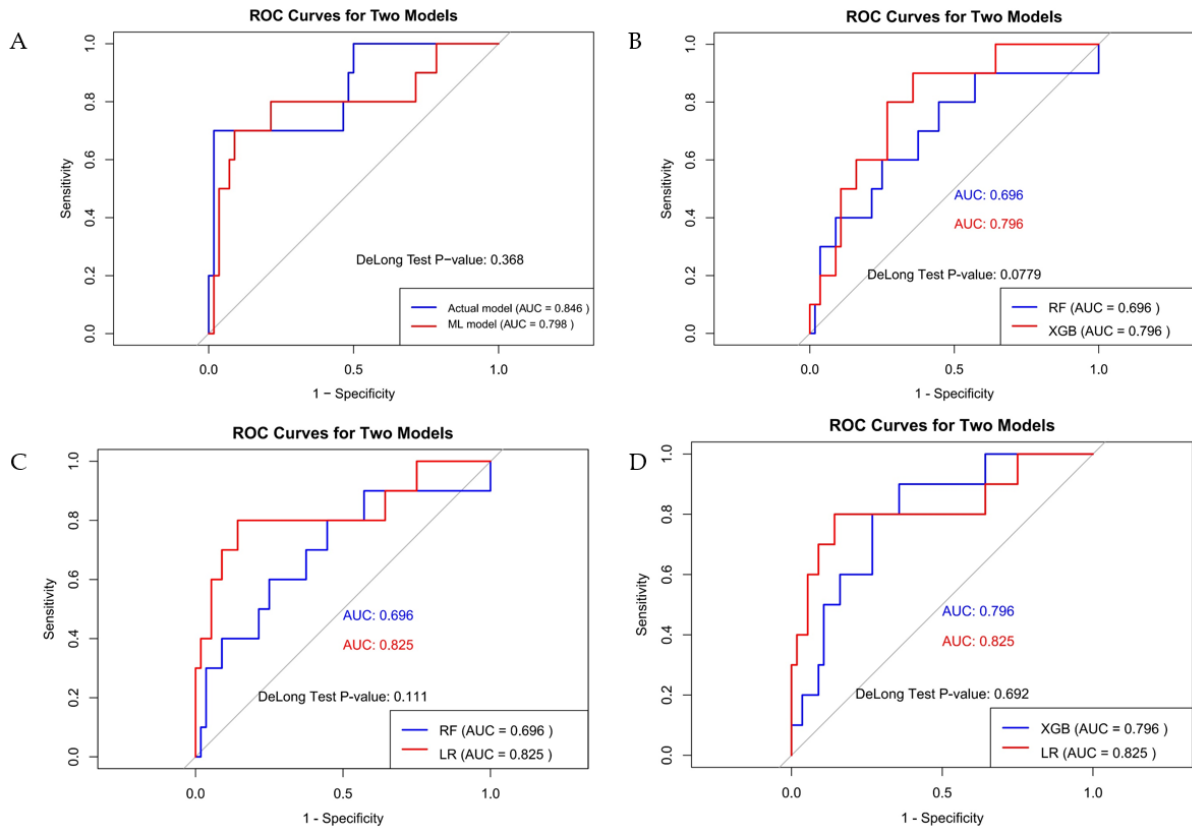 A
ROC Curves for Two Models
Sensitivity
1.0
0.8
0.6
0.4
0.2
0.0
DeLong Test P−value: 0.368
Actual model (AUC = 0.846 )
ML model (AUC = 0.798 )
0.0 0.5 1.0
1 − Specificity
B
ROC Curves for Two Models
Sensitivity
1.0
0.8
0.6
0.4
0.2
0.0
AUC: 0.696
AUC: 0.796
DeLong Test P-value: 0.0779
RF (AUC = 0.696 )
XGB (AUC = 0.796 )
0.0 0.5 1.0
1 - Specificity
C
ROC Curves for Two Models
Sensitivity
1.0
0.8
0.6
0.4
0.2
0.0
AUC: 0.696
AUC: 0.825
DeLong Test P-value: 0.111
RF (AUC = 0.696 )
LR (AUC = 0.825 )
0.0 0.5 1.0
1 - Specificity
D
ROC Curves for Two Models
Sensitivity
1.0
0.8
0.6
0.4
0.2
0.0
AUC: 0.796
AUC: 0.825
DeLong Test P-value: 0.692
XGB (AUC = 0.796 )
LR (AUC = 0.825 )
0.0 0.5 1.0
1 - Specificity